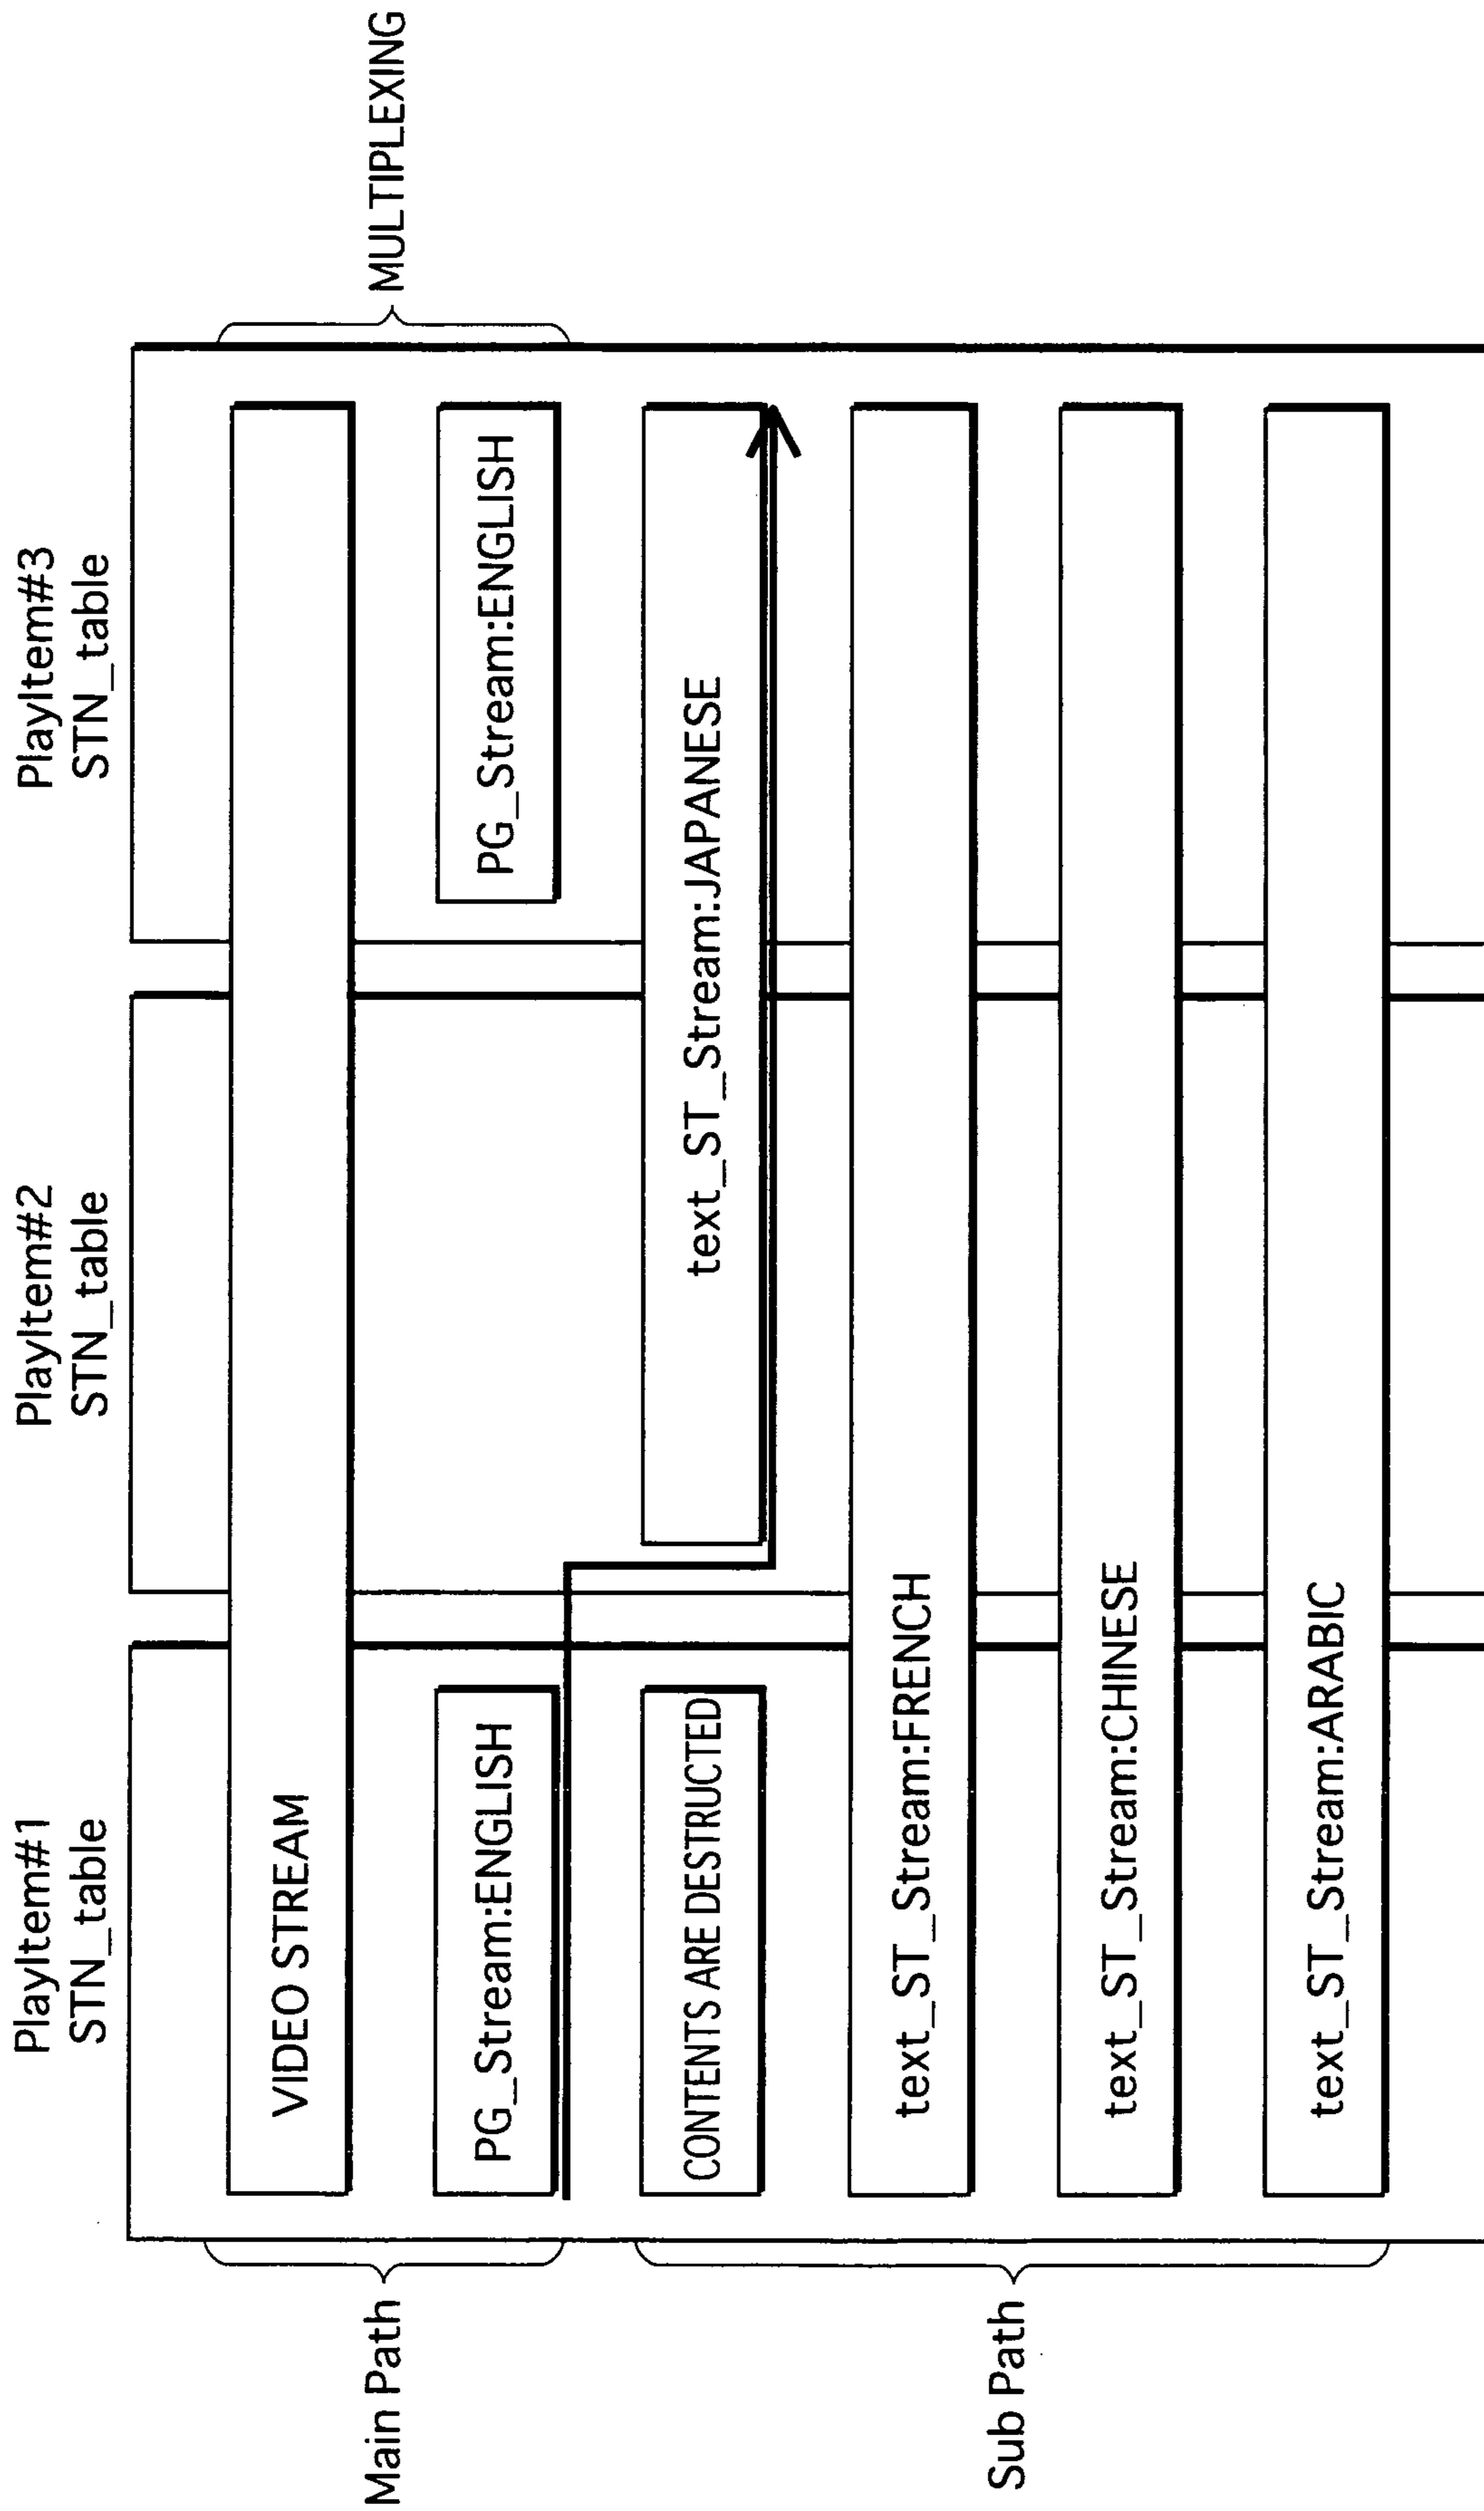 PlayItem#1
STN_table
PlayItem#2
STN_table
PlayItem#3
STN_table
Main Path
VIDEO STREAM
PG_Stream:ENGLISH
PG_Stream:ENGLISH
MULTIPLEXING
Sub Path
CONTENTS ARE DESTRUCTED
text_ST_Stream:JAPANESE
text_ST_Stream:FRENCH
text_ST_Stream:CHINESE
text_ST_Stream:ARABIC